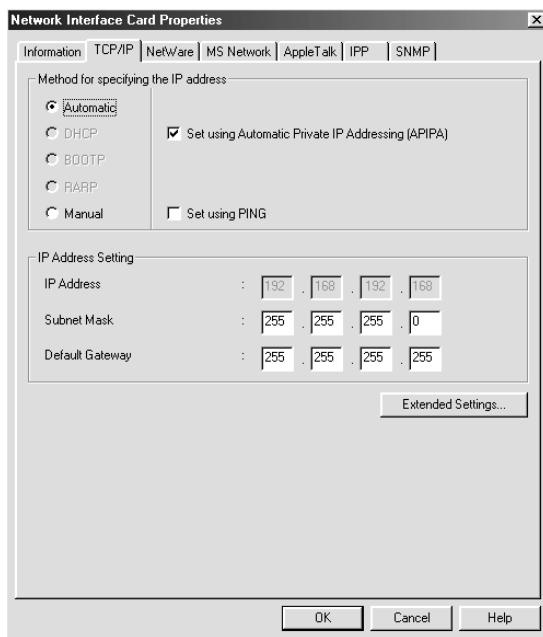 Network Interface Card Properties
Information TCP/IP NetWare MS Network AppleTalk IPP SNMP
Method for specifying the IP address
Automatic
DHCP Set using Automatic Private IP Addressing (APIPA)
BOOTP
RARP
Manual Set using PING
IP Address Setting
IP Address : 192 . 168 . 192 . 168
Subnet Mask : 255 . 255 . 255 . 0
Default Gateway : 255 . 255 . 255 . 255
Extended Settings...
OK Cancel Help